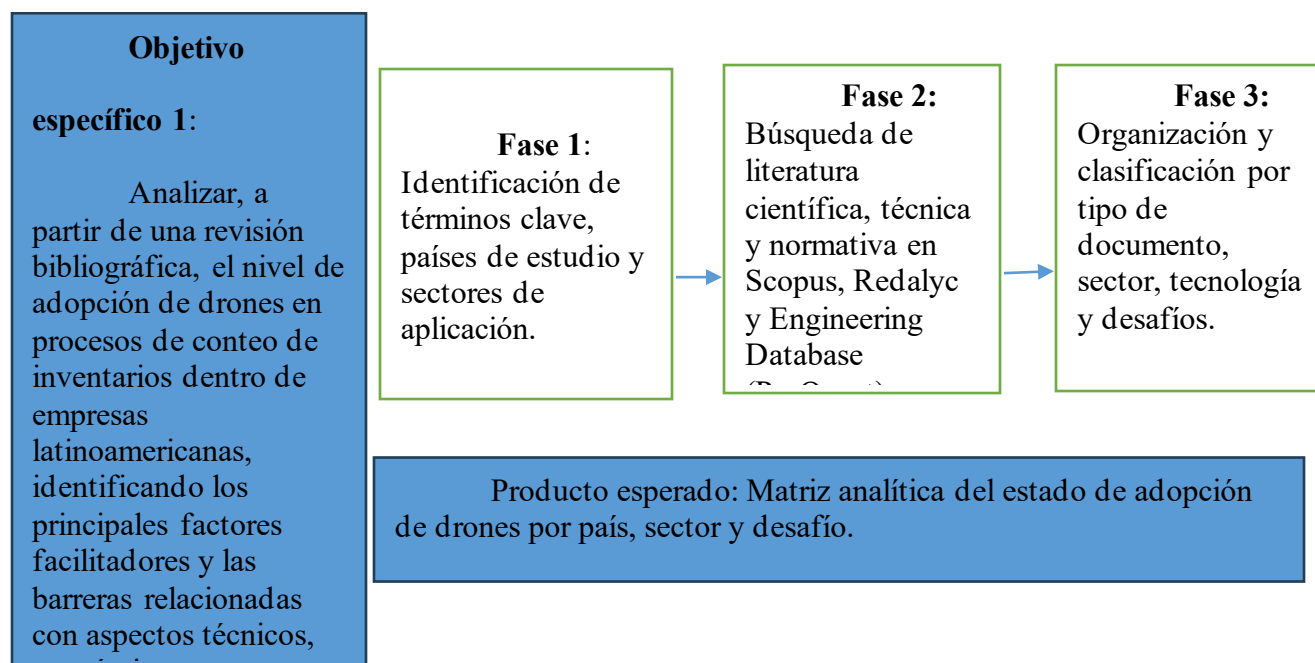 Objetivo
específico 1:
Analizar, a
partir de una revisión
bibliográfica, el nivel de
adopción de drones en
procesos de conteo de
inventarios dentro de
empresas
latinoamericanas,
identificando los
principales factores
facilitadores y las
barreras relacionadas
con aspectos técnicos,
Fase 1:
Identificación de
términos clave,
países de estudio y
sectores de
aplicación.
Fase 2:
Búsqueda de
literatura
científica, técnica
y normativa en
Scopus, Redalyc
y Engineering
Database
Fase 3:
Organización y
clasificación por
tipo de
documento,
sector, tecnología
y desafíos.
Producto esperado: Matriz analítica del estado de adopción
de drones por país, sector y desafío.